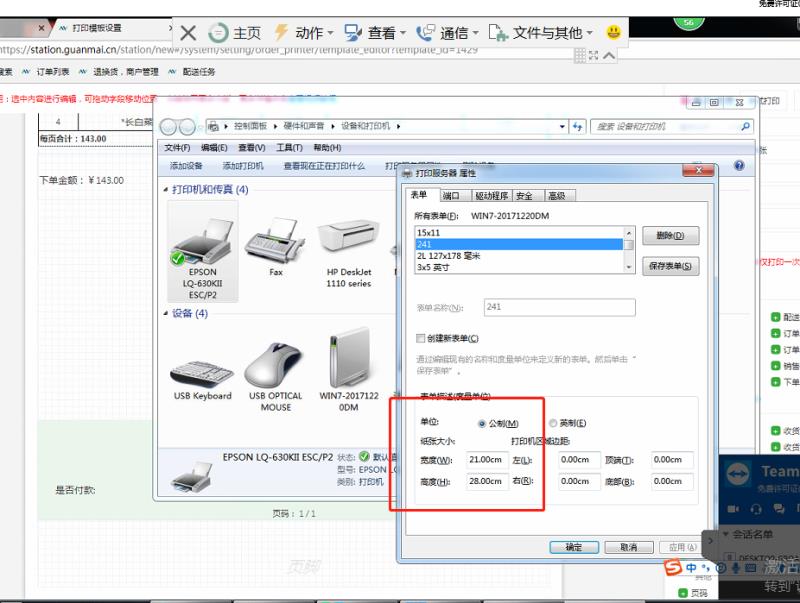 免费许可证
打印模板设置
主页 动作 查看 通信 文件与其他
56
https://station.guanmai.cn/station/new#/system/setting/order_printer/template_editor?template_id=1429
搜索 订单列表 退换货，商户管理 配送任务
：选中内容进行编辑，可拖动字段移动位置
4 *长白菜
每页合计：143.00
下单金额：￥143.00
是否付款：
页码：1/1
页脚
控制面板 硬件和声音 设备和打印机
搜索 设备和打印机
文件(F) 编辑(E) 查看(V) 工具(T) 帮助(H)
添加设备 添加打印机 查看现在正在打印什么
打印机和传真 (4)
EPSON
LQ-630KII
ESC/P2
Fax
HP DeskJet
1110 series
设备 (4)
USB Keyboard
USB OPTICAL
MOUSE
WIN7-2017122
0DM
EPSON LQ-630KII ESC/P2 状态： 默认
型号: EPSON LQ
类别: 打印机
打印服务器 属性
表单 端口 驱动程序 安全 高级
所有表单(F): WIN7-20171220DM
15x11
241
2L 127x178 毫米
3x5 英寸
删除(D)
保存表单(S)
表单名称(N): 241
创建新表单(C)
通过编辑现有的名称和度量单位来定义新的表单。然后单击“
保存表单”。
表单描述(度量单位)
单位: 公制(M) 英制(E)
纸张大小: 打印机区域边距:
宽度(W): 21.00cm 左(L): 0.00cm 顶端(T): 0.00cm
高度(H): 28.00cm 右(R): 0.00cm 底部(B): 0.00cm
确定 取消 应用(A)
打印
仅打印一次
配送
订单
订单
销售
下单
收货
收货
页码
Team
免费许可证
会话名单
中
激活
转到"